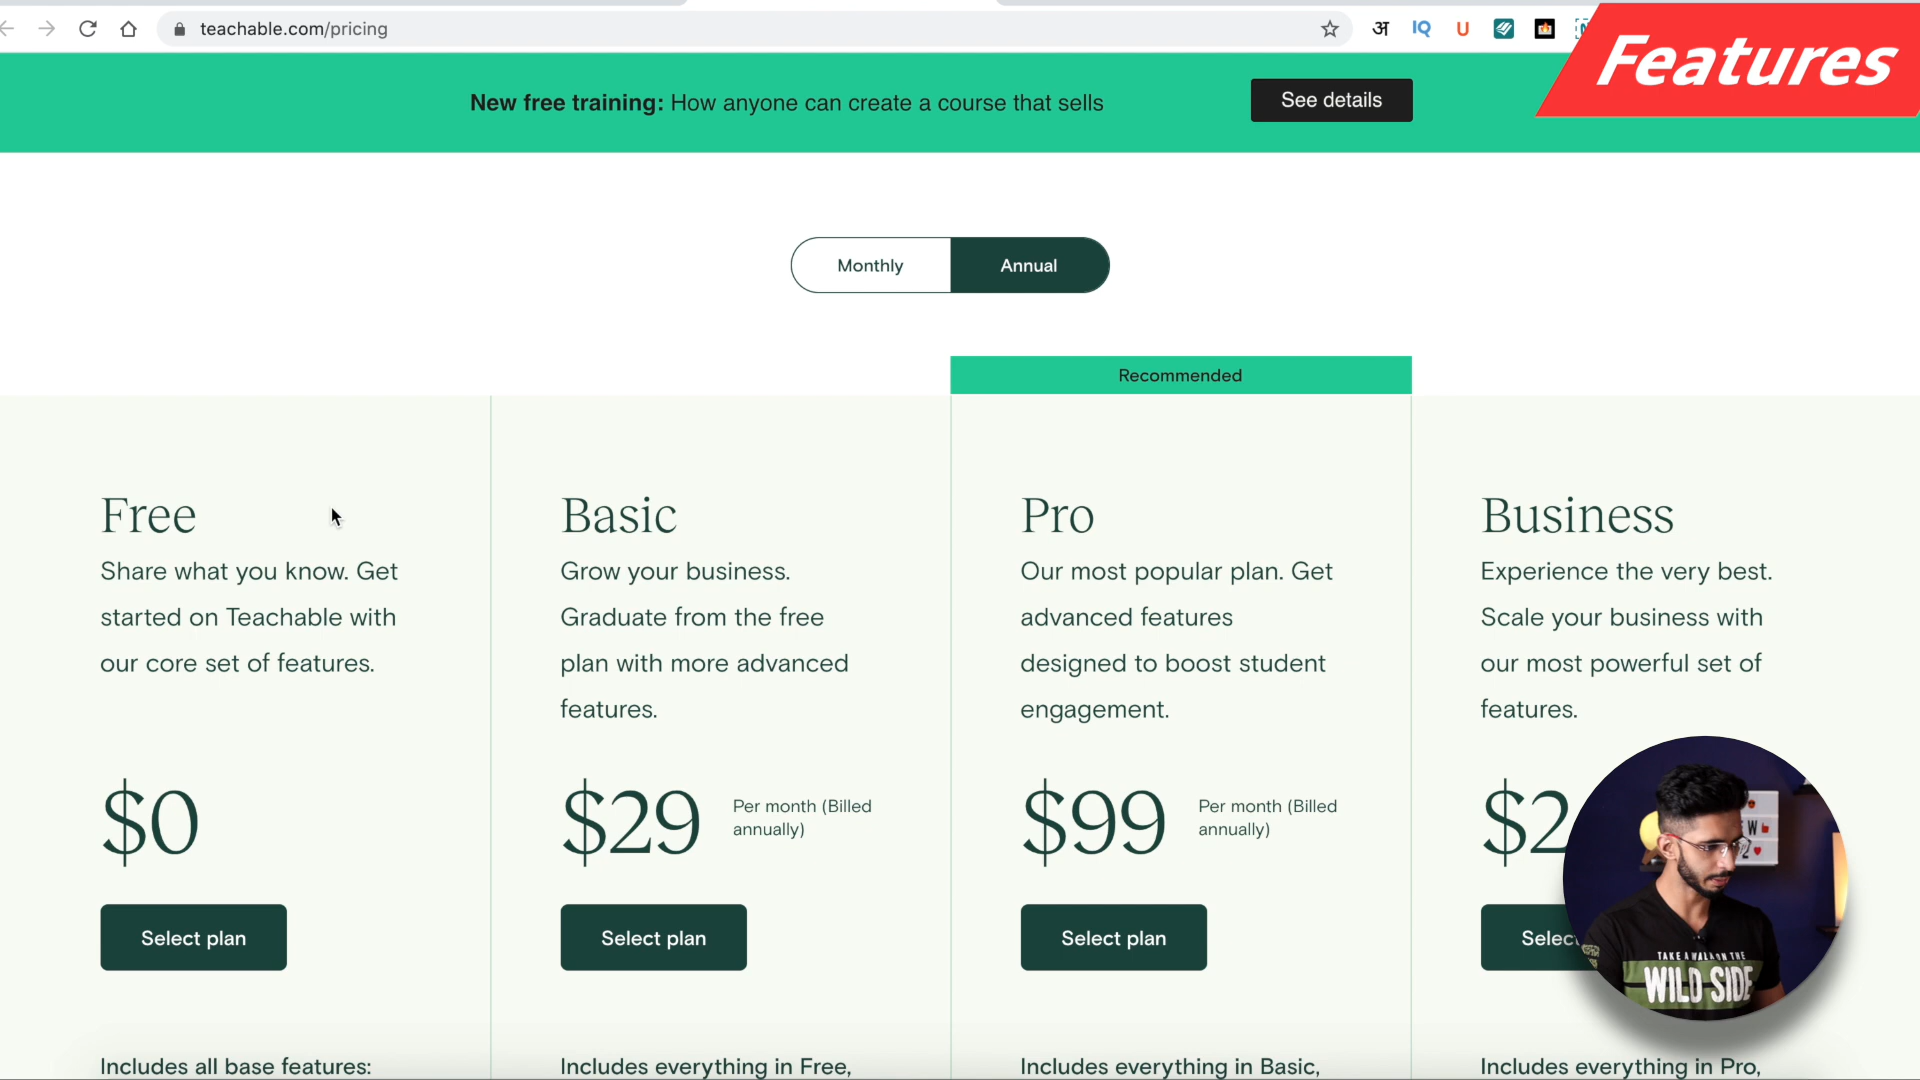 teachable.com/pricing
अ
IQ
U
Features
New free training: How anyone can create a course that sells
See details
Monthly
Annual
Recommended
Free
Share what you know. Get
started on Teachable with
our core set of features.
$0
Select plan
Includes all base features:
Basic
Grow your business.
Graduate from the free
plan with more advanced
features.
$29
Per month (Billed
annually)
Select plan
Includes everything in Free,
Pro
Our most popular plan. Get
advanced features
designed to boost student
engagement.
$99
Per month (Billed
annually)
Select plan
Includes everything in Basic,
Business
Experience the very best.
Scale your business with
our most powerful set of
features.
$2
Selec
Includes everything in Pro,
TAKE A WALK ON THE
WILD SIDE